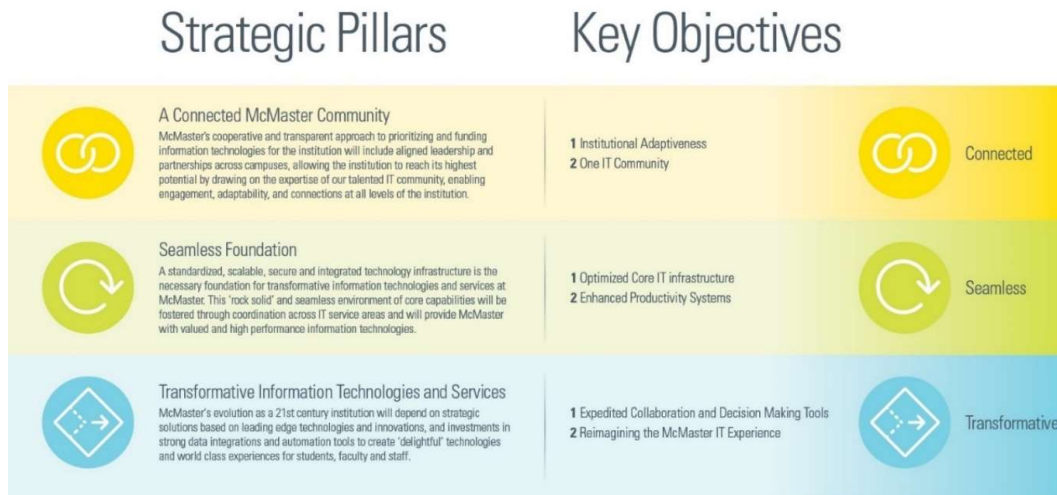 Strategic Pillars
Key Objectives
A Connected McMaster Community
McMaster's cooperative and transparent approach to prioritizing and funding
information technologies for the institution will include aligned leadership and
partnerships across campuses, allowing the institution to reach its highest
potential by drawing on the expertise of our talented IT community, enabling
engagement, adaptability, and connections at all levels of the institution.
1 Institutional Adaptiveness
2 One IT Community
Connected
Seamless Foundation
A standardized, scalable, secure and integrated technology infrastructure is the
necessary foundation for transformative information technologies and services at
McMaster. This 'rock solid' and seamless environment of core capabilities will be
fostered through coordination across IT service areas and will provide McMaster
with valued and high performance information technologies.
1 Optimized Core IT infrastructure
2 Enhanced Productivity Systems
Seamless
Transformative Information Technologies and Services
McMaster's evolution as a 21st century institution will depend on strategic
solutions based on leading edge technologies and innovations, and investments in
strong data integrations and automation tools to create 'delightful' technologies
and world class experiences for students, faculty and staff.
1 Expedited Collaboration and Decision Making Tools
2 Reimagining the McMaster IT Experience
Transformative